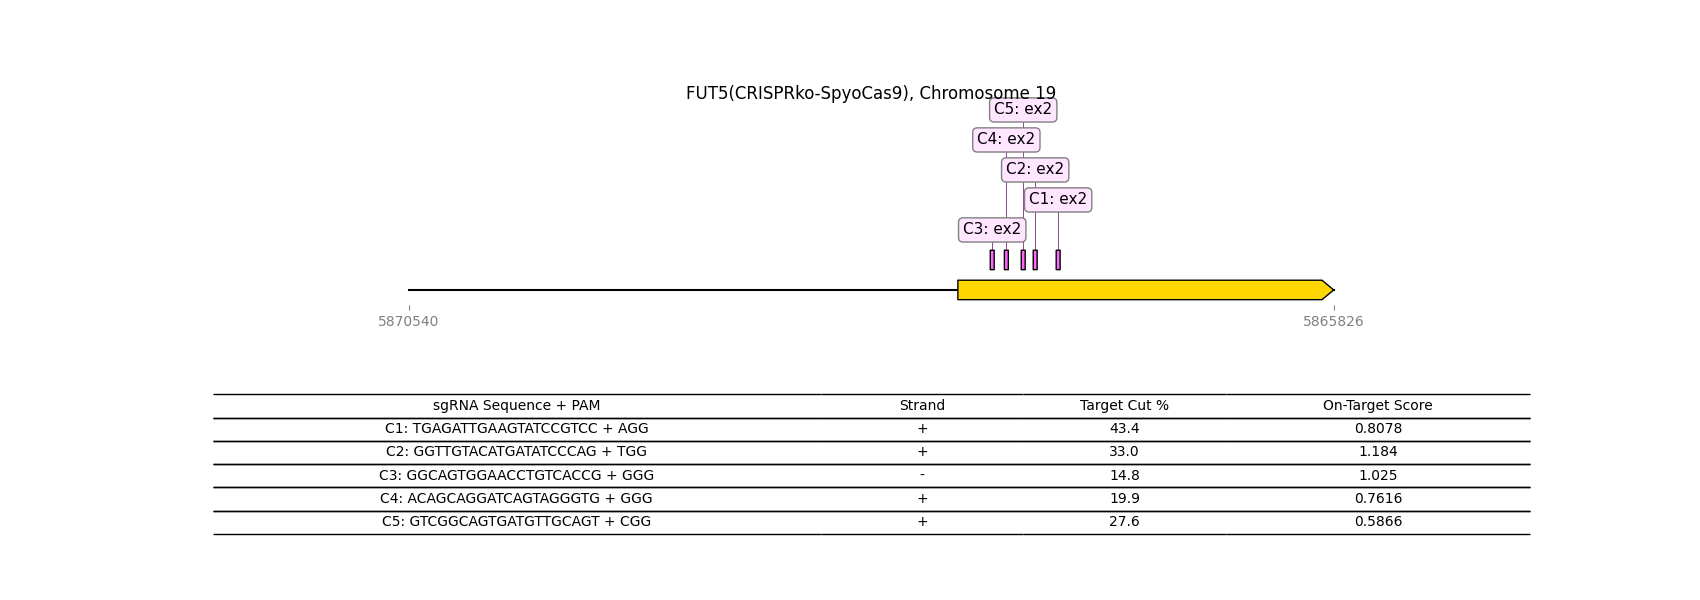 FUT5(CRISPRko-SpyoCas9), Chromosome 19
C5: ex2
C4: ex2
C2: ex2
C1: ex2
C3: ex2
5870540 5865826
sgRNA Sequence + PAM Strand Target Cut % On-Target Score
C1: TGAGATTGAAGTATCCGTCC + AGG + 43.4 0.8078
C2: GGTTGTACATGATATCCCAG + TGG + 33.0 1.184
C3: GGCAGTGGAACCTGTCACCG + GGG - 14.8 1.025
C4: ACAGCAGGATCAGTAGGGTG + GGG + 19.9 0.7616
C5: GTCGGCAGTGATGTTGCAGT + CGG + 27.6 0.5866